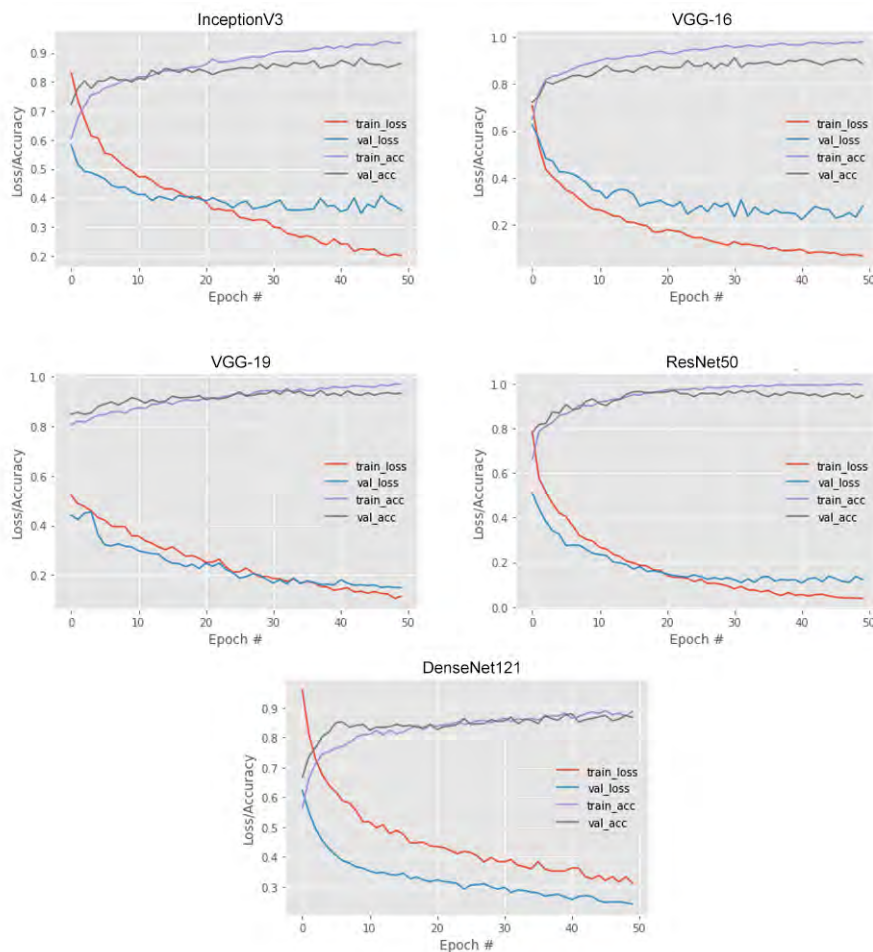 InceptionV3
0.9
0.8
0.7
0.6
0.5
0.4
0.3
0.2
Loss/Accuracy
train_loss
val_loss
train_acc
val_acc
0 10 20 30 40 50
Epoch #
VGG-16
1.0
0.8
0.6
0.4
0.2
Loss/Accuracy
train_loss
val_loss
train_acc
val_acc
0 10 20 30 40 50
Epoch #
VGG-19
1.0
0.8
0.6
0.4
0.2
Loss/Accuracy
train_loss
val_loss
train_acc
val_acc
0 10 20 30 40 50
Epoch #
ResNet50
1.0
0.8
0.6
0.4
0.2
0.0
Loss/Accuracy
train_loss
val_loss
train_acc
val_acc
0 10 20 30 40 50
Epoch #
DenseNet121
0.9
0.8
0.7
0.6
0.5
0.4
0.3
Loss/Accuracy
train_loss
val_loss
train_acc
val_acc
0 10 20 30 40 50
Epoch #